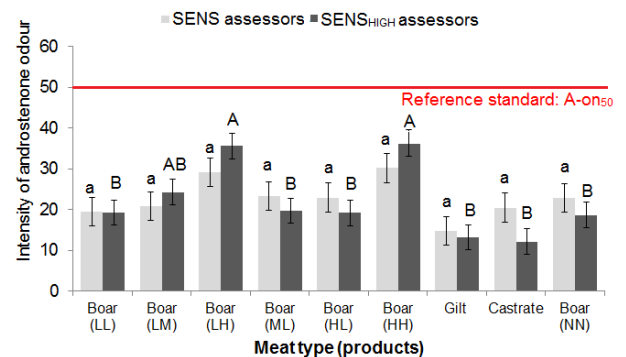 SENS assessors SENSHIGH assessors
Intensity of androstenone odour
60
50
40
30
20
10
0
Reference standard: A-on50
a B a AB a A a B a B a A a B a B a B
Boar Boar Boar Boar Boar Boar Gilt Castrate Boar
(LL) (LM) (LH) (ML) (HL) (HH) (NN)
Meat type (products)